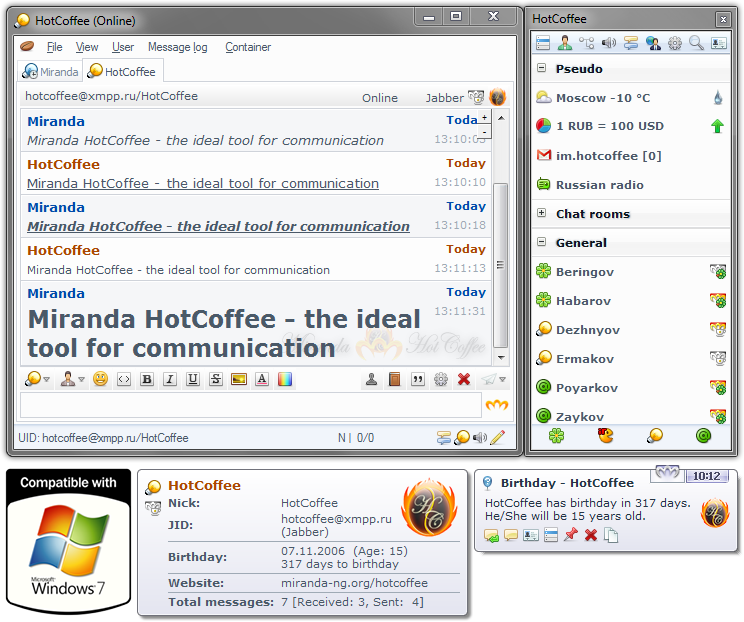 HotCoffee (Online)
File View User Message log Container
Miranda HotCoffee
hotcoffee@xmpp.ru/HotCoffee Online Jabber
Miranda Today
Miranda HotCoffee - the ideal tool for communication 13:10:05
HotCoffee Today
Miranda HotCoffee - the ideal tool for communication 13:10:10
Miranda Today
Miranda HotCoffee - the ideal tool for communication 13:10:18
HotCoffee Today
Miranda HotCoffee - the ideal tool for communication 13:11:13
Miranda Today
Miranda HotCoffee - the ideal 13:11:31
tool for communication
Miranda HotCoffee
B I U S A
UID: hotcoffee@xmpp.ru/HotCoffee N | 0/0
HotCoffee
Pseudo
Moscow -10 °C
1 RUB = 100 USD
im.hotcoffee [0]
Russian radio
Chat rooms
General
Beringov
Habarov
Dezhnyov
Ermakov
Poyarkov
Zaykov
Compatible with
Microsoft
Windows 7
HotCoffee
Nick: HotCoffee
JID: hotcoffee@xmpp.ru
(Jabber)
Birthday: 07.11.2006 (Age: 15)
317 days to birthday
Website: miranda-ng.org/hotcoffee
Total messages: 7 [Received: 3, Sent: 4]
HC
Birthday - HotCoffee 10:12
HotCoffee has birthday in 317 days.
He/She will be 15 years old.
HC